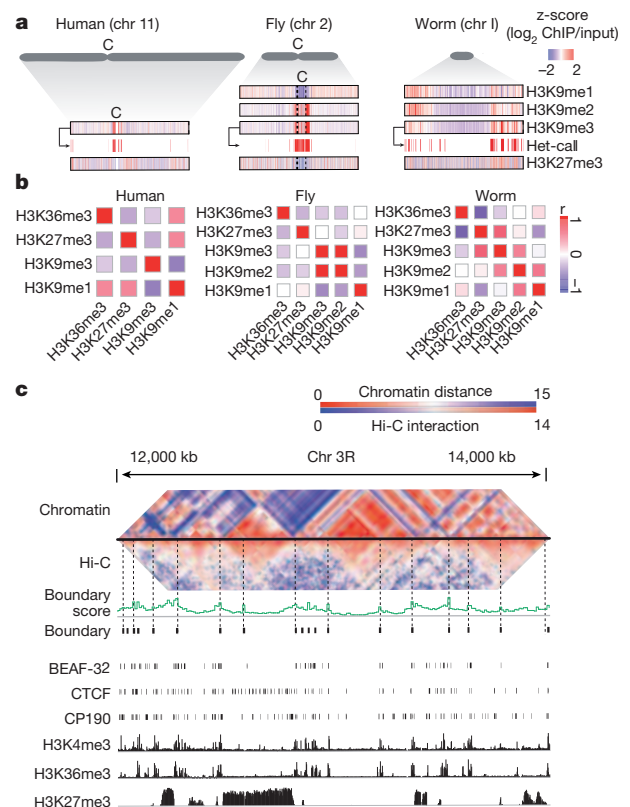 a
Human (chr 11)
Fly (chr 2)
Worm (chr I)
z-score
(log2 ChIP/input)
−2 2
C
C
C
C
H3K9me1
H3K9me2
H3K9me3
Het-call
H3K27me3
b
Human
Fly
Worm
H3K36me3
H3K27me3
H3K9me3
H3K9me1
H3K36me3
H3K27me3
H3K9me3
H3K9me1
H3K36me3
H3K27me3
H3K9me3
H3K9me2
H3K9me1
H3K36me3
H3K27me3
H3K9me3
H3K9me2
H3K9me1
H3K36me3
H3K27me3
H3K9me3
H3K9me2
H3K9me1
H3K36me3
H3K27me3
H3K9me3
H3K9me2
H3K9me1
r
1
−1
c
0 Chromatin distance 15
0 Hi-C interaction 14
12,000 kb Chr 3R 14,000 kb
Chromatin
Hi-C
Boundary
score
Boundary
BEAF-32
CTCF
CP190
H3K4me3
H3K36me3
H3K27me3